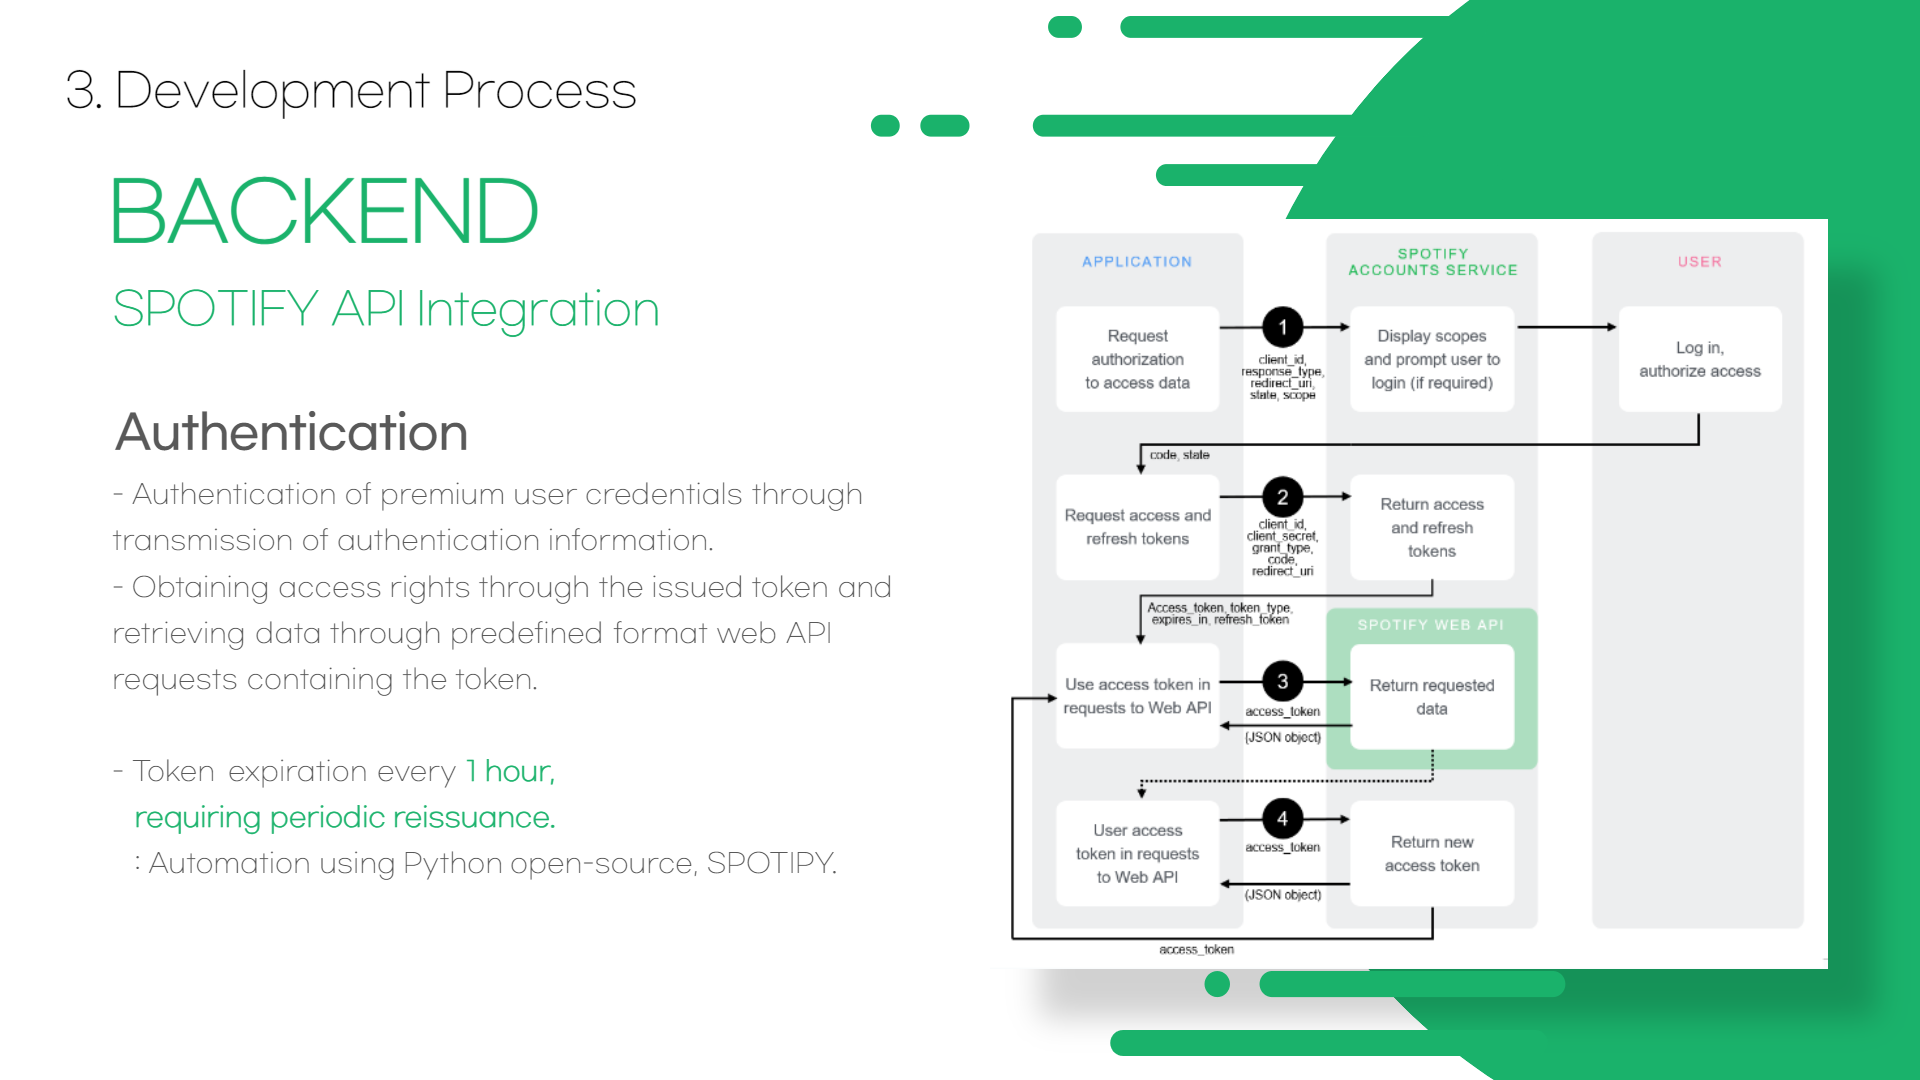 3. Development Process
BACKEND
SPOTIFY API Integration
Authentication
- Authentication of premium user credentials through
transmission of authentication information.
- Obtaining access rights through the issued token and
retrieving data through predefined format web API
requests containing the token.
- Token expiration every 1 hour,
requiring periodic reissuance.
: Automation using Python open-source, SPOTIPY.
APPLICATION
SPOTIFY
ACCOUNTS SERVICE
USER
Request
authorization
to access data
1
client_id,
response_type,
redirect_uri,
state, scope
Display scopes
and prompt user to
login (if required)
Log in,
authorize access
code, state
Request access and
refresh tokens
2
client_id,
client_secret,
grant_type,
code,
redirect_uri
Return access
and refresh
tokens
Access_token, token_type,
expires_in, refresh_token
SPOTIFY WEB API
Use access token in
requests to Web API
3
access_token
(JSON object)
Return requested
data
User access
token in requests
to Web API
4
access_token
(JSON object)
Return new
access token
access_token